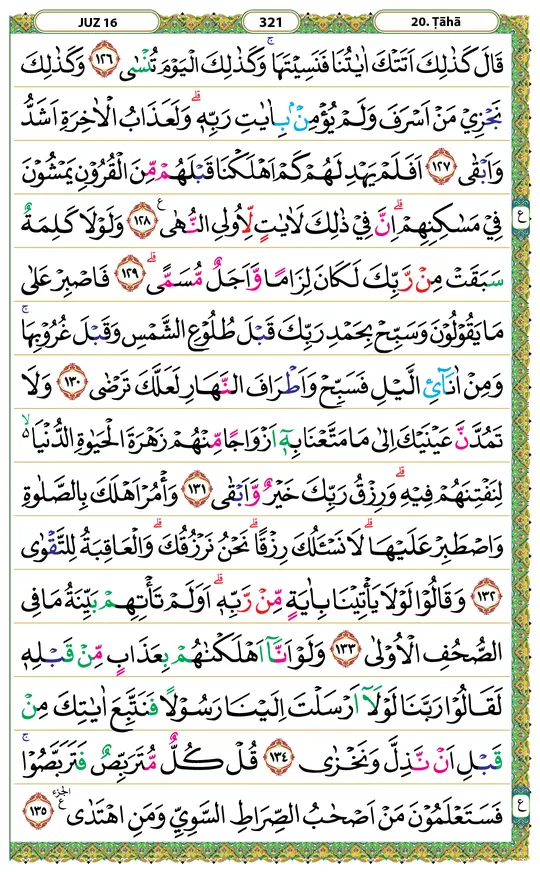 JUZ 16
321
20. Ṭāhā
قَالَ كَذٰلِكَ اَتَتْكَ اٰيٰتُنَا فَنَسِيْتَهَا ۚ وَكَذٰلِكَ الْيَوْمَ تُنْسٰى ١٢٦ وَكَذٰلِكَ
نَجْزِيْ مَنْ اَسْرَفَ وَلَمْ يُؤْمِنْۢ بِاٰيٰتِ رَبِّهٖ ۗ وَلَعَذَابُ الْاٰخِرَةِ اَشَدُّ
وَاَبْقٰى ١٢٧ اَفَلَمْ يَهْدِ لَهُمْ كَمْ اَهْلَكْنَا قَبْلَهُمْ مِّنَ الْقُرُوْنِ يَمْشُوْنَ
فِيْ مَسٰكِنِهِمْ ۗ اِنَّ فِيْ ذٰلِكَ لَاٰيٰتٍ لِّاُولِى النُّهٰى ࣖ ١٢٨ وَلَوْلَا كَلِمَةٌ
ع
سَبَقَتْ مِنْ رَّبِّكَ لَكَانَ لِزَامًا وَّاَجَلٌ مُّسَمًّى ۗ ١٢٩ فَاصْبِرْ عَلٰى
مَا يَقُوْلُوْنَ وَسَبِّحْ بِحَمْدِ رَبِّكَ قَبْلَ طُلُوْعِ الشَّمْسِ وَقَبْلَ غُرُوْبِهَا ۚ
وَمِنْ اٰنَاۤئِ الَّيْلِ فَسَبِّحْ وَاَطْرَافَ النَّهَارِ لَعَلَّكَ تَرْضٰى ١٣٠ وَلَا
تَمُدَّنَّ عَيْنَيْكَ اِلٰى مَا مَتَّعْنَا بِهٖٓ اَزْوَاجًا مِّنْهُمْ زَهْرَةَ الْحَيٰوةِ الدُّنْيَا ەۙ
لِنَفْتِنَهُمْ فِيْهِ ۗ وَرِزْقُ رَبِّكَ خَيْرٌ وَّاَبْقٰى ١٣١ وَأْمُرْ اَهْلَكَ بِالصَّلٰوةِ
وَاصْطَبِرْ عَلَيْهَا ۗ لَا نَسْـَٔلُكَ رِزْقًا ۗ نَحْنُ نَرْزُقُكَ ۗ وَالْعَاقِبَةُ لِلتَّقْوٰى
١٣٢ وَقَالُوْا لَوْلَا يَأْتِيْنَا بِاٰيَةٍ مِّنْ رَّبِّهٖ ۗ اَوَلَمْ تَأْتِهِمْ بَيِّنَةُ مَا فِى
الصُّحُفِ الْاُوْلٰى ١٣٣ وَلَوْ اَنَّآ اَهْلَكْنٰهُمْ بِعَذَابٍ مِّنْ قَبْلِهٖ
لَقَالُوْا رَبَّنَا لَوْلَآ اَرْسَلْتَ اِلَيْنَا رَسُوْلًا فَنَتَّبِعَ اٰيٰتِكَ مِنْ
قَبْلِ اَنْ نَّذِلَّ وَنَخْزٰى ١٣٤ قُلْ كُلٌّ مُّتَرَبِّصٌ فَتَرَبَّصُوْا ۚ
فَسَتَعْلَمُوْنَ مَنْ اَصْحٰبُ الصِّرَاطِ السَّوِيِّ وَمَنِ اهْتَدٰى ࣖ الجزء ١٣٥
ع